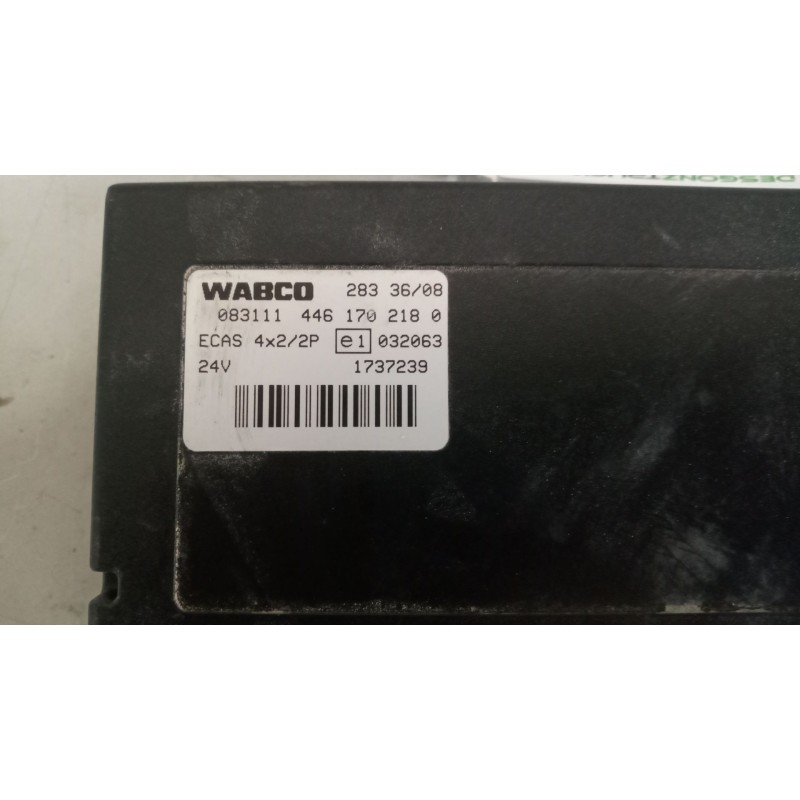 WABCO 283 36/08
083111 446 170 218 0
ECAS 4x2/2P e1 032063
24V 1737239